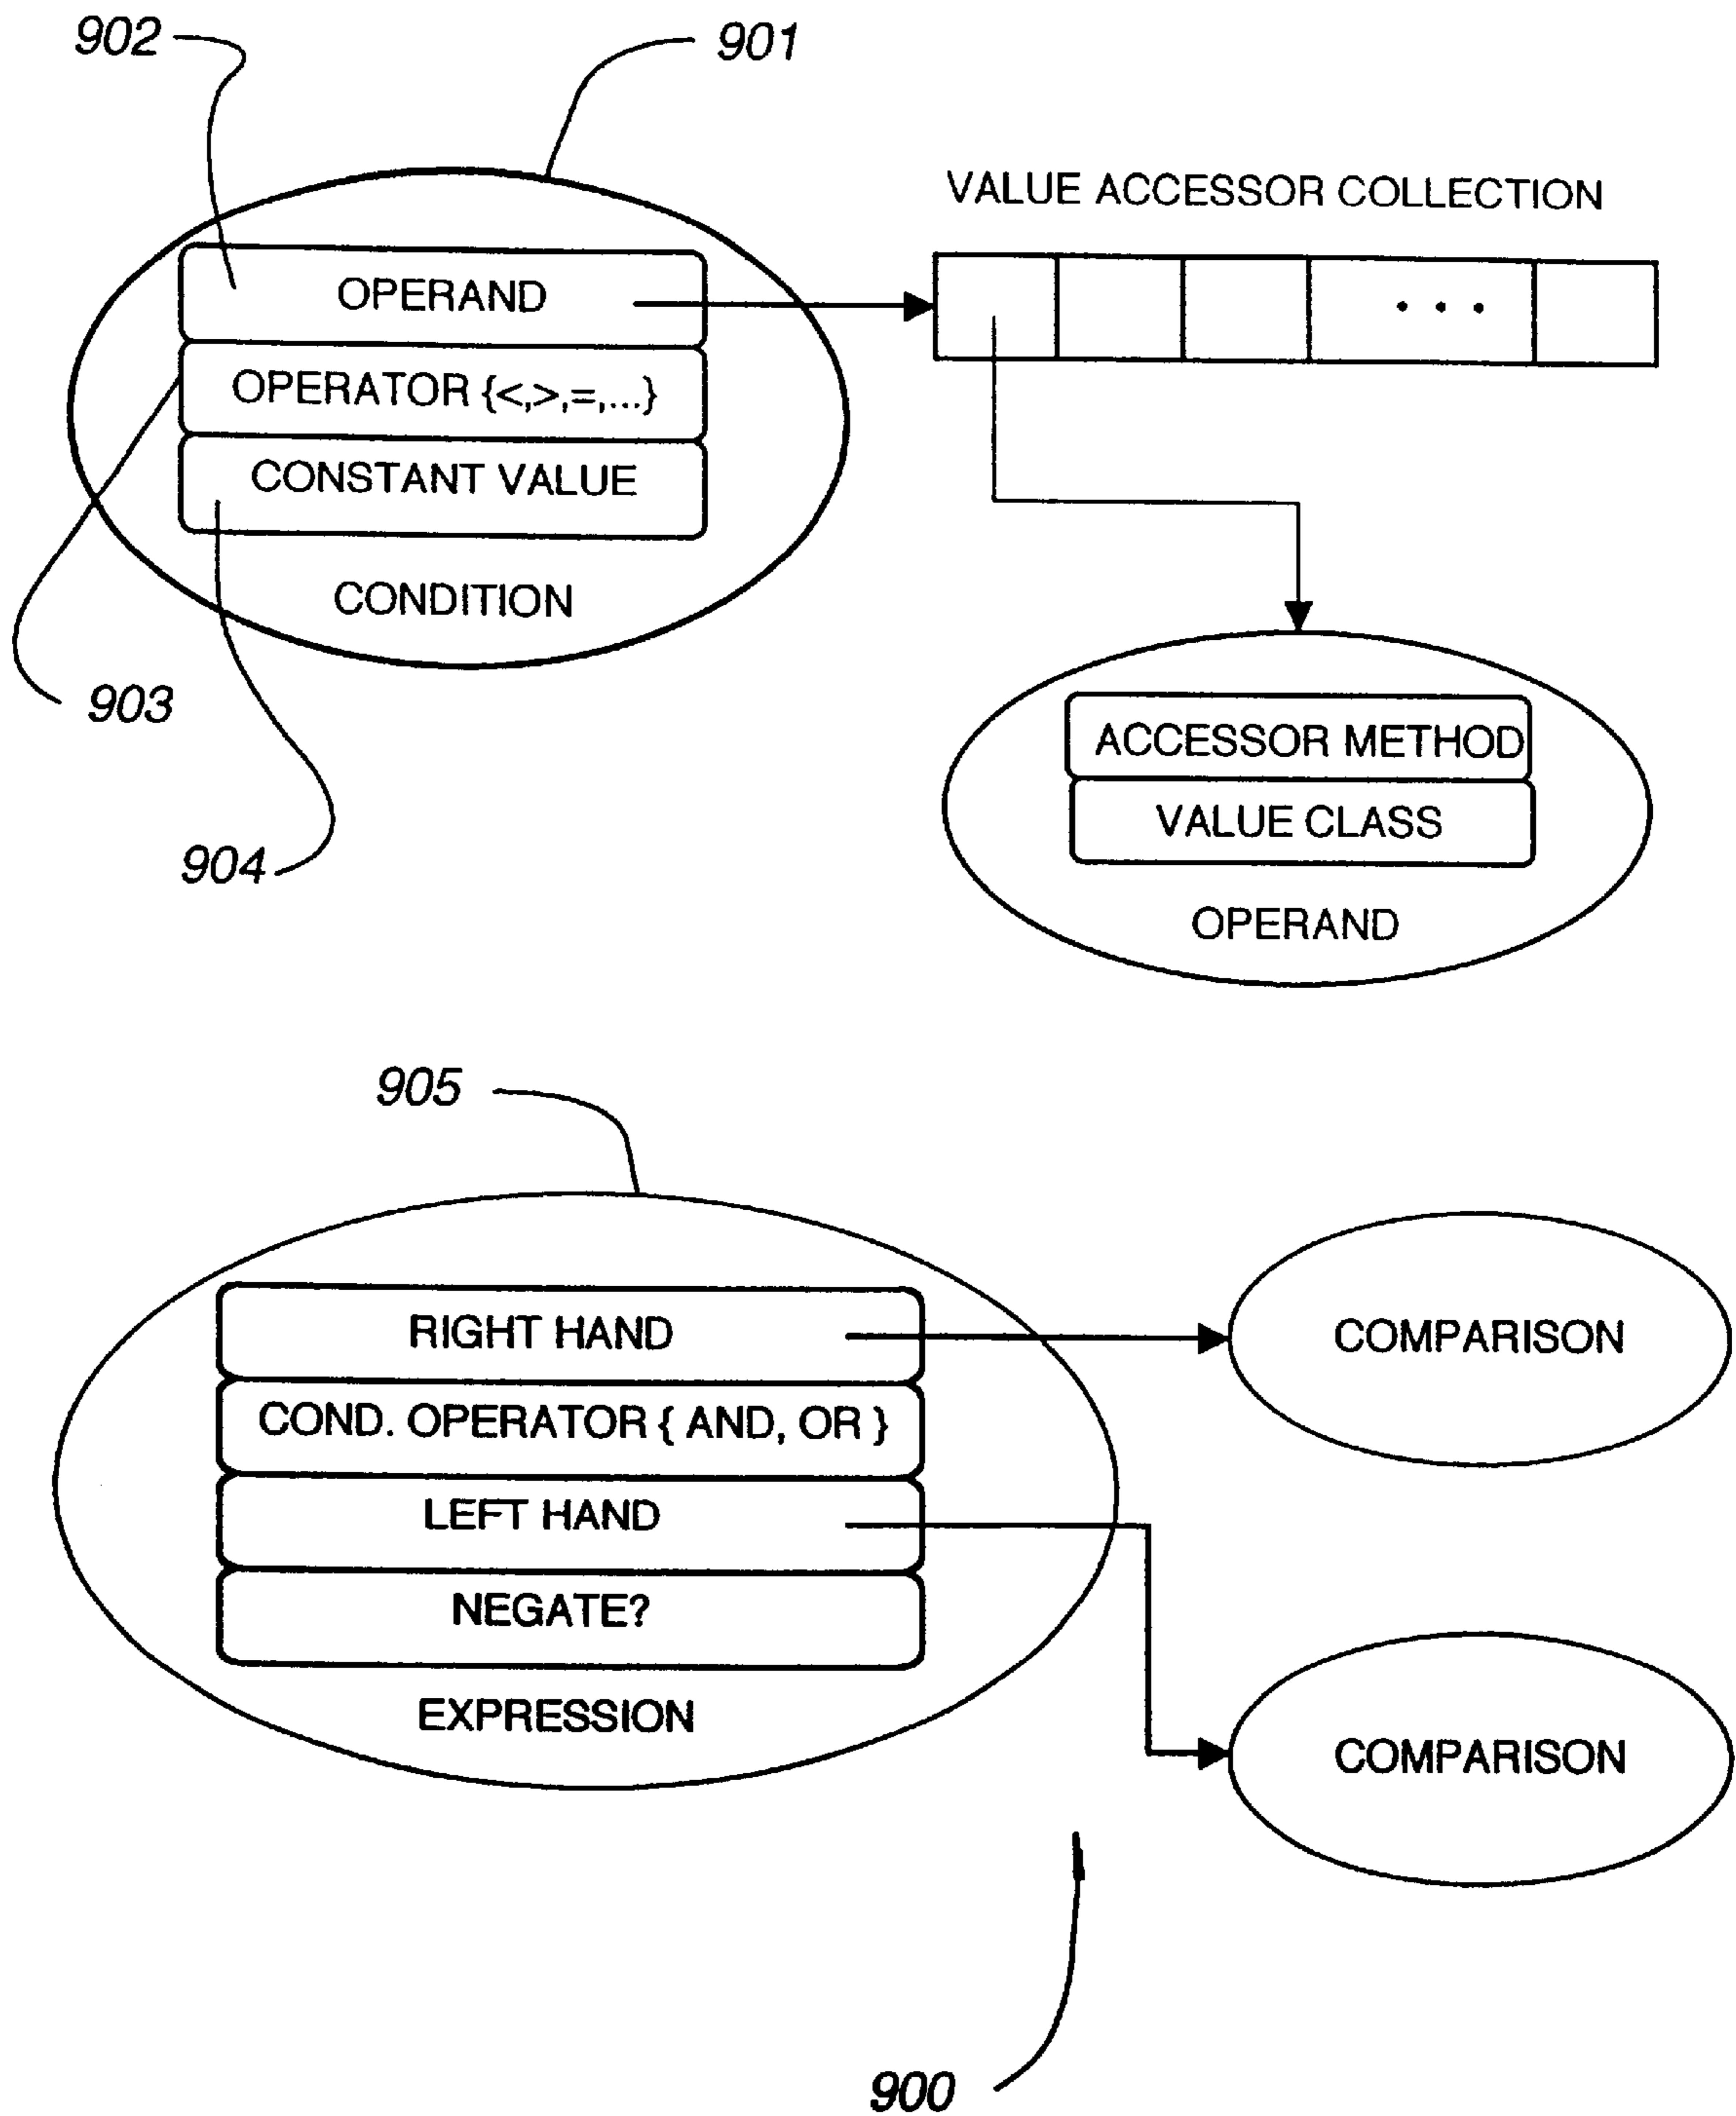 902
901
VALUE ACCESSOR COLLECTION
OPERAND
. . .
OPERATOR {<,>,=,...}
CONSTANT VALUE
CONDITION
903
ACCESSOR METHOD
VALUE CLASS
904
OPERAND
905
RIGHT HAND
COMPARISON
COND. OPERATOR { AND, OR }
LEFT HAND
NEGATE?
EXPRESSION
COMPARISON
900